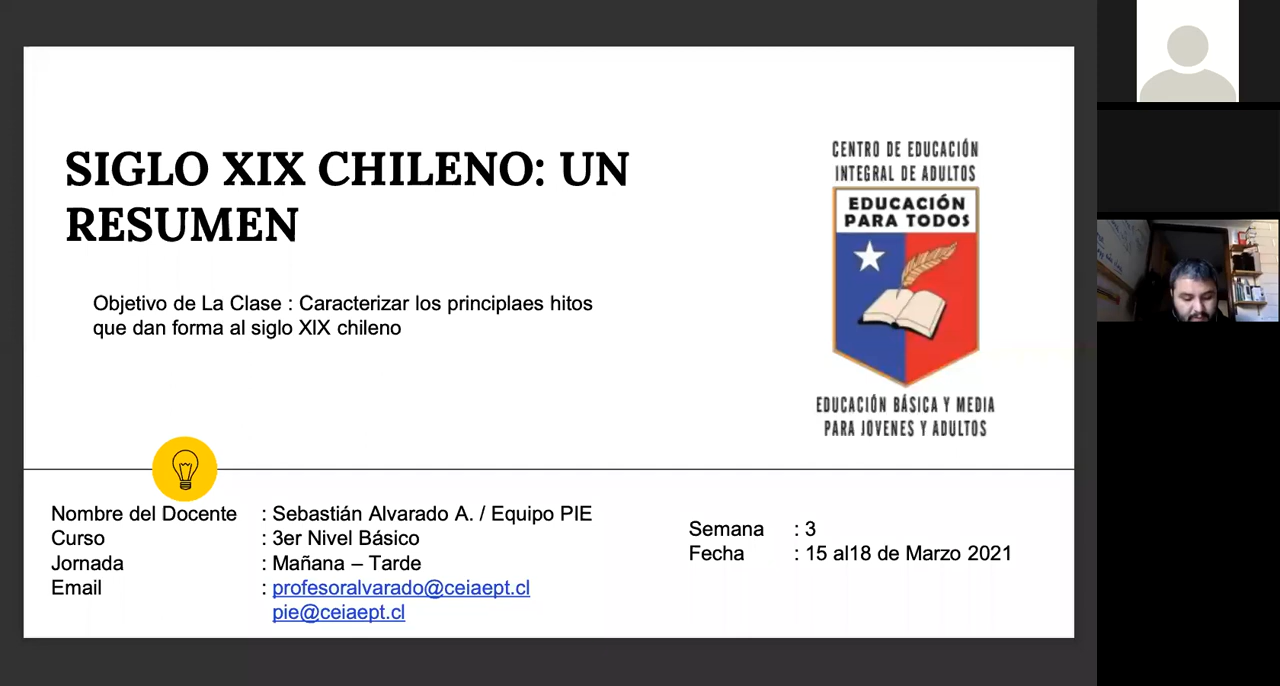 SIGLO XIX CHILENO: UN
RESUMEN
Objetivo de La Clase : Caracterizar los principlaes hitos
que dan forma al siglo XIX chileno
CENTRO DE EDUCACIÓN
INTEGRAL DE ADULTOS
EDUCACIÓN
PARA TODOS
EDUCACIÓN BÁSICA Y MEDIA
PARA JOVENES Y ADULTOS
Nombre del Docente : Sebastián Alvarado A. / Equipo PIE
Curso : 3er Nivel Básico
Jornada : Mañana – Tarde
Email : profesoralvarado@ceiaept.cl
pie@ceiaept.cl
Semana : 3
Fecha : 15 al18 de Marzo 2021